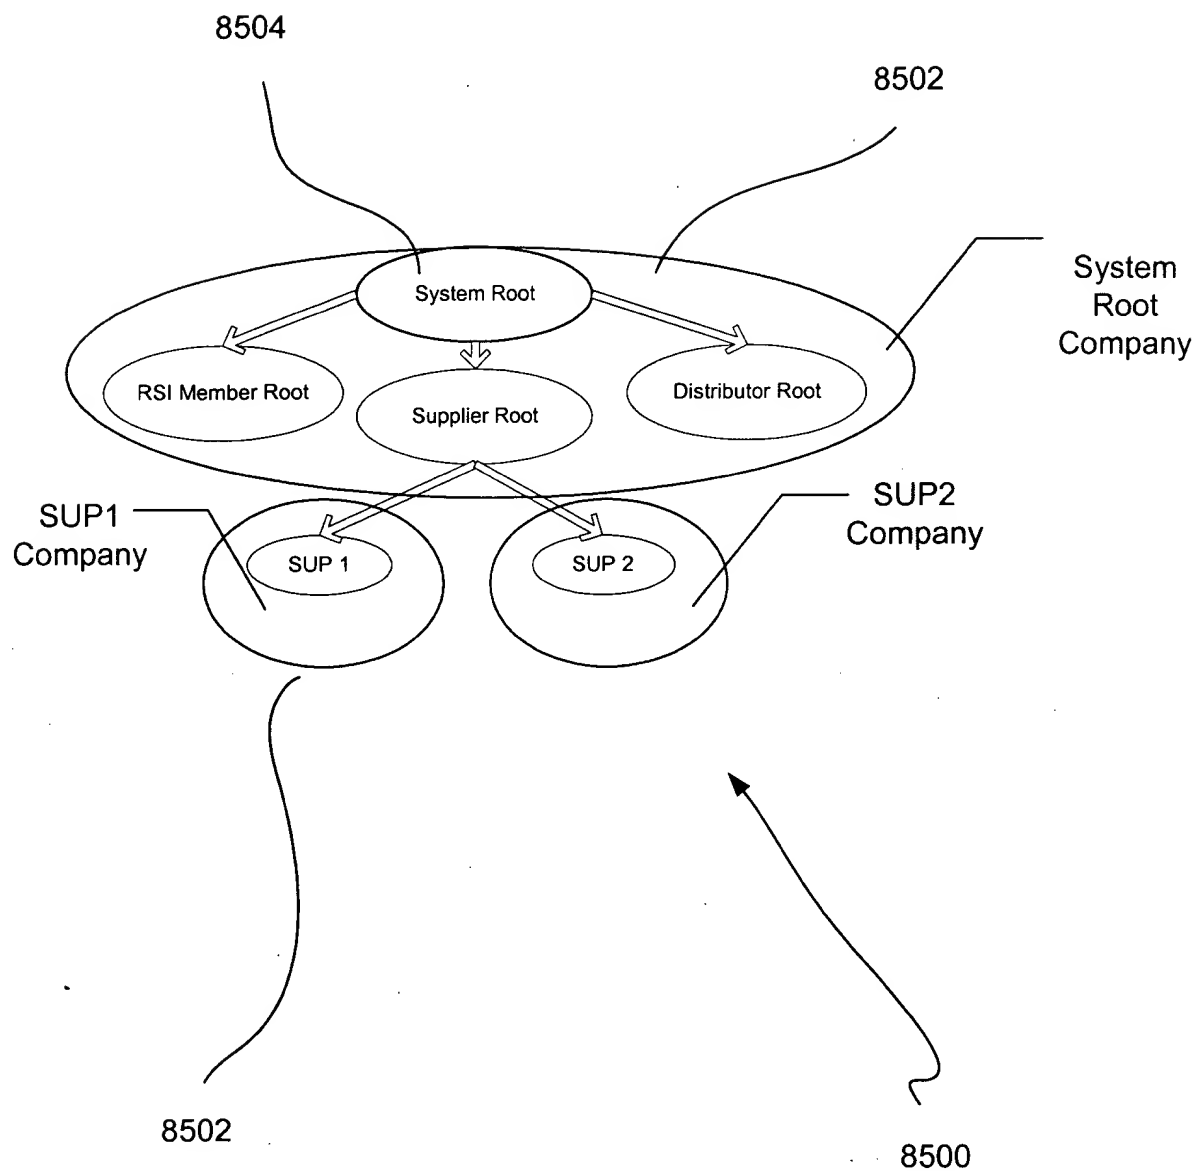 8504
8502
System Root
System
Root
Company
RSI Member Root
Supplier Root
Distributor Root
SUP1
Company
SUP2
Company
SUP 1
SUP 2
8502
8500